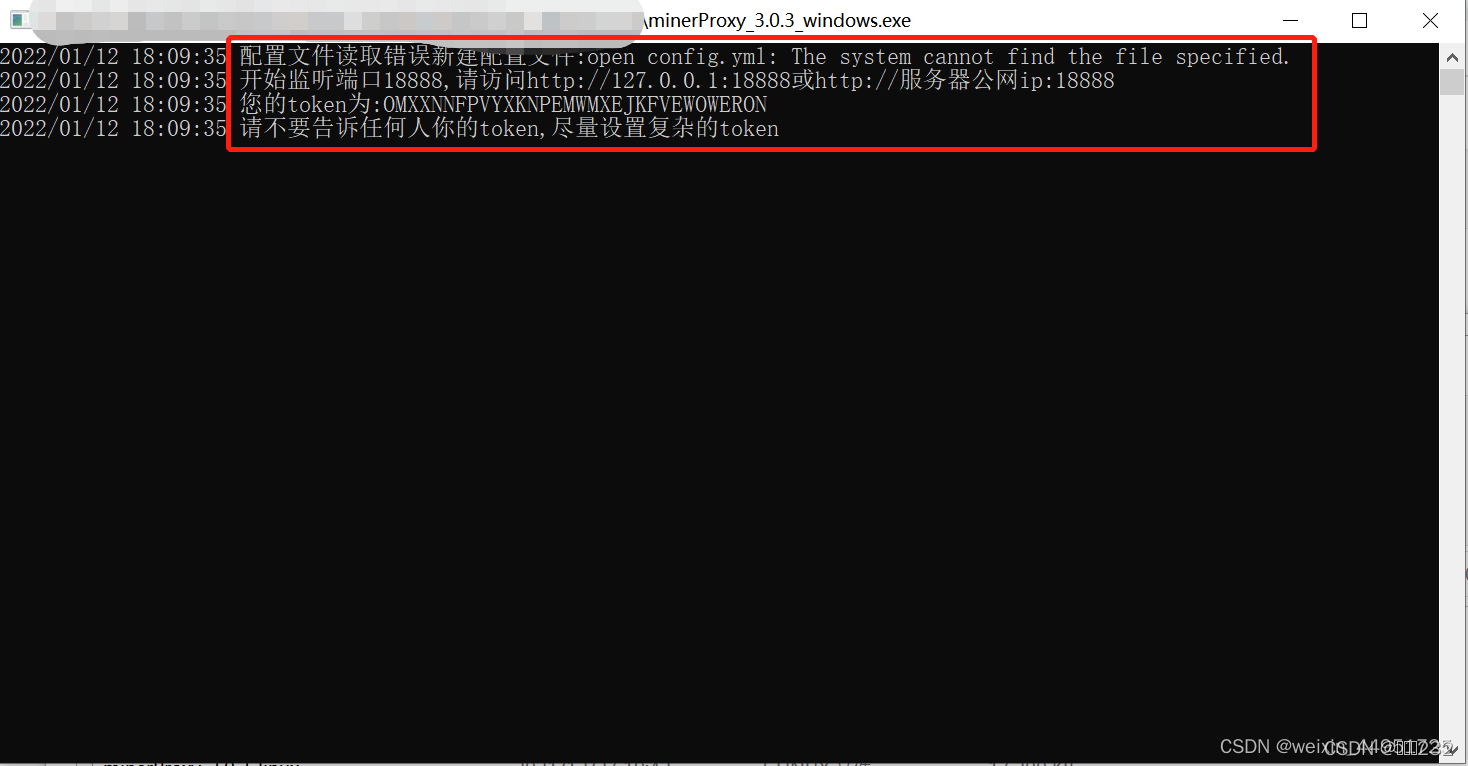 \minerProxy_3.0.3_windows.exe
2022/01/12 18:09:35 配置文件读取错误新建配置文件:open config.yml: The system cannot find the file specified.
2022/01/12 18:09:35 开始监听端口18888,请访问http://127.0.0.1:18888或http://服务器公网ip:18888
2022/01/12 18:09:35 您的token为:OMXXNNFPVYXKNPEMWMXEJKFVEWOWERON
2022/01/12 18:09:35 请不要告诉任何人你的token,尽量设置复杂的token
CSDN @weixin_44651725